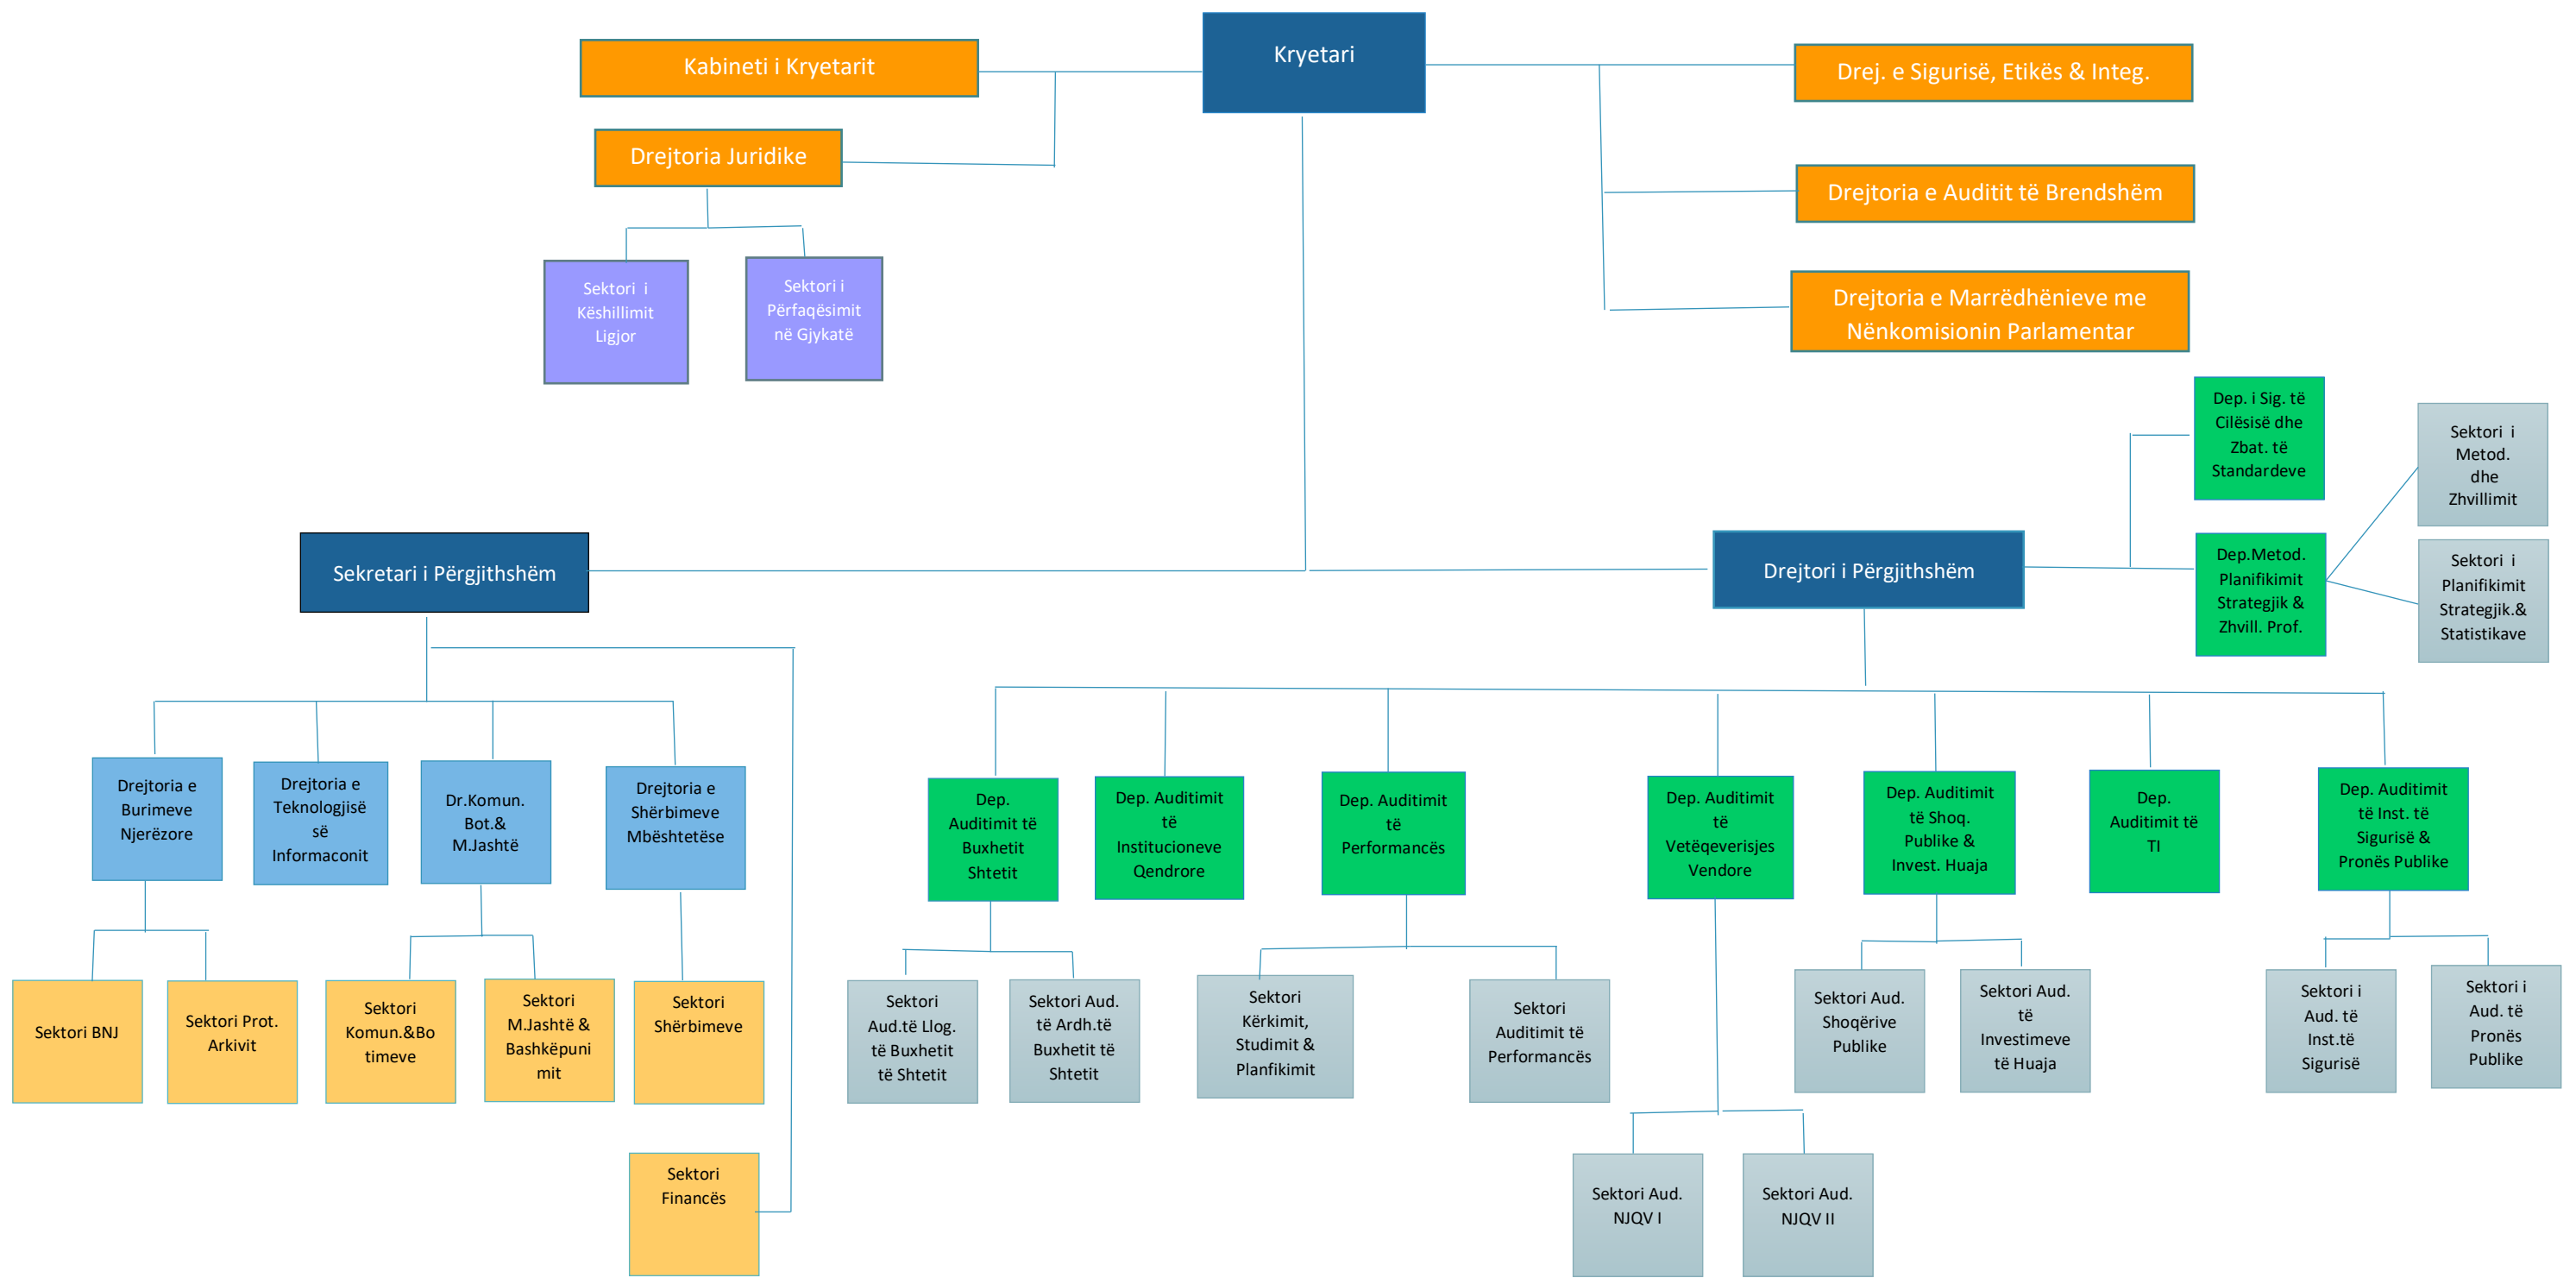 Kryetari
Kabineti i Kryetarit
Drej. e Sigurisë, Etikës & Integ.
Drejtoria Juridike
Drejtoria e Auditit të Brendshëm
Sektori i
Këshillimit
Ligjor
Sektori i
Përfaqësimit
në Gjykatë
Drejtoria e Marrëdhënieve me
Nënkomisionin Parlamentar
Dep. i Sig. të
Cilësisë dhe
Zbat. të
Standardeve
Sektori i
Metod.
dhe
Zhvillimit
Sekretari i Përgjithshëm
Drejtori i Përgjithshëm
Dep.Metod.
Planifikimit
Strategjik &
Zhvill. Prof.
Sektori i
Planifikimit
Strategjik.&
Statistikave
Drejtoria e
Burimeve
Njerëzore
Drejtoria e
Teknologjisë
së
Informaconit
Dr.Komun.
Bot.&
M.Jashtë
Drejtoria e
Shërbimeve
Mbështetëse
Dep.
Auditimit të
Buxhetit
Shtetit
Dep. Auditimit
të
Institucioneve
Qendrore
Dep. Auditimit
të
Performancës
Dep. Auditimit
të
Vetëqeverisjes
Vendore
Dep. Auditimit
të Shoq.
Publike &
Invest. Huaja
Dep.
Auditimit të
TI
Dep. Auditimit
të Inst. të
Sigurisë &
Pronës Publike
Sektori BNJ
Sektori Prot.
Arkivit
Sektori
Komun.&Bo
timeve
Sektori
M.Jashtë &
Bashkëpuni
mit
Sektori
Shërbimeve
Sektori
Aud.të Llog.
të Buxhetit
të Shtetit
Sektori Aud.
të Ardh.të
Buxhetit të
Shtetit
Sektori
Kërkimit,
Studimit &
Planfikimit
Sektori
Auditimit të
Performancës
Sektori Aud.
Shoqërive
Publike
Sektori Aud.
të
Investimeve
të Huaja
Sektori i
Aud. të
Inst.të
Sigurisë
Sektori i
Aud. të
Pronës
Publike
Sektori
Financës
Sektori Aud.
NJQV I
Sektori Aud.
NJQV II